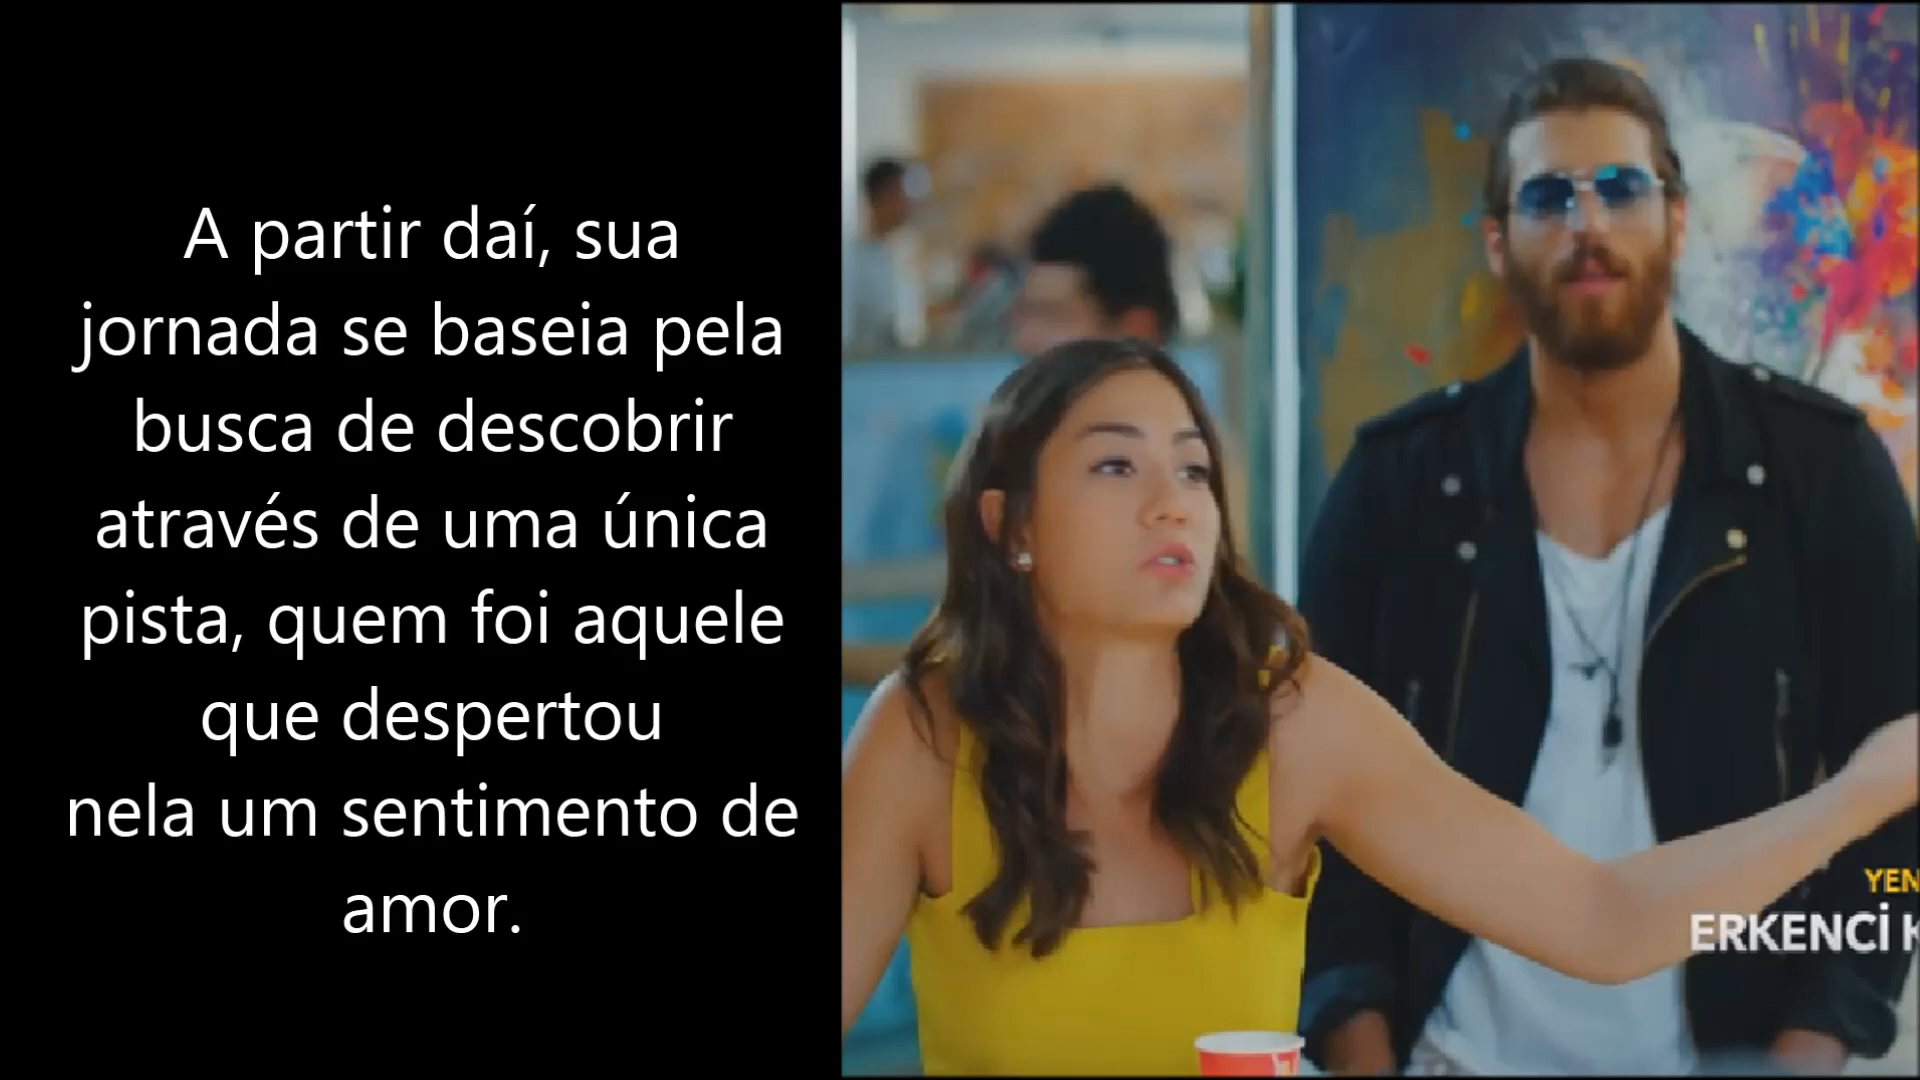 A partir daí, sua
jornada se baseia pela
busca de descobrir
através de uma única
pista, quem foi aquele
que despertou
nela um sentimento de
amor.
YEN
ERKENCİ K